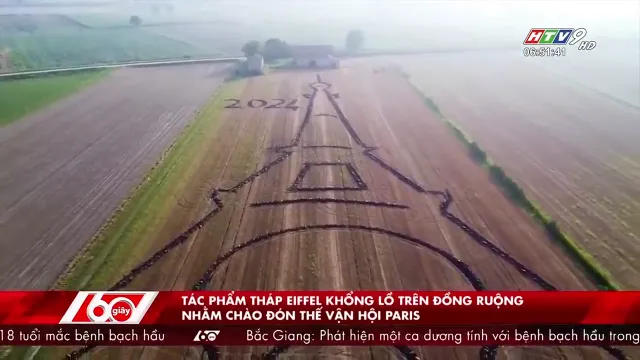 HTV9 HD
06:51:41
2024
60 giây
TÁC PHẨM THÁP EIFFEL KHỔNG LỒ TRÊN ĐỒNG RUỘNG
NHẰM CHÀO ĐÓN THẾ VẬN HỘI PARIS
18 tuổi mắc bệnh bạch hầu Bắc Giang: Phát hiện một ca dương tính với bệnh bạch hầu trong